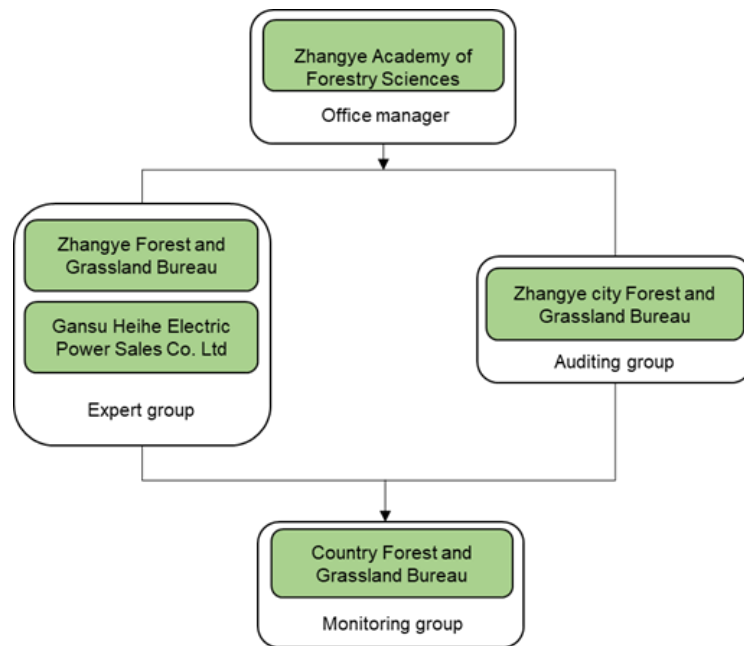 Zhangye Academy of
Forestry Sciences
Office manager
Zhangye Forest and
Grassland Bureau
Gansu Heihe Electric
Power Sales Co. Ltd
Expert group
Zhangye city Forest and
Grassland Bureau
Auditing group
Country Forest and
Grassland Bureau
Monitoring group